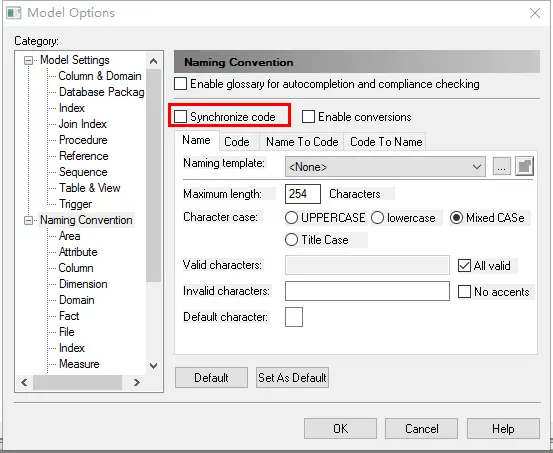 Model Options
Category:
Model Settings
Column & Domain
Database Packag
Index
Join Index
Procedure
Reference
Sequence
Table & View
Trigger
Naming Convention
Area
Attribute
Column
Dimension
Domain
Fact
File
Index
Measure
Naming Convention
Enable glossary for autocompletion and compliance checking
Synchronize code Enable conversions
Name Code Name To Code Code To Name
Naming template: <None> ...
Maximum length: 254 Characters
Character case: UPPERCASE lowercase Mixed CASe
Title Case
Valid characters: All valid
Invalid characters: No accents
Default character:
Default Set As Default
OK Cancel Help